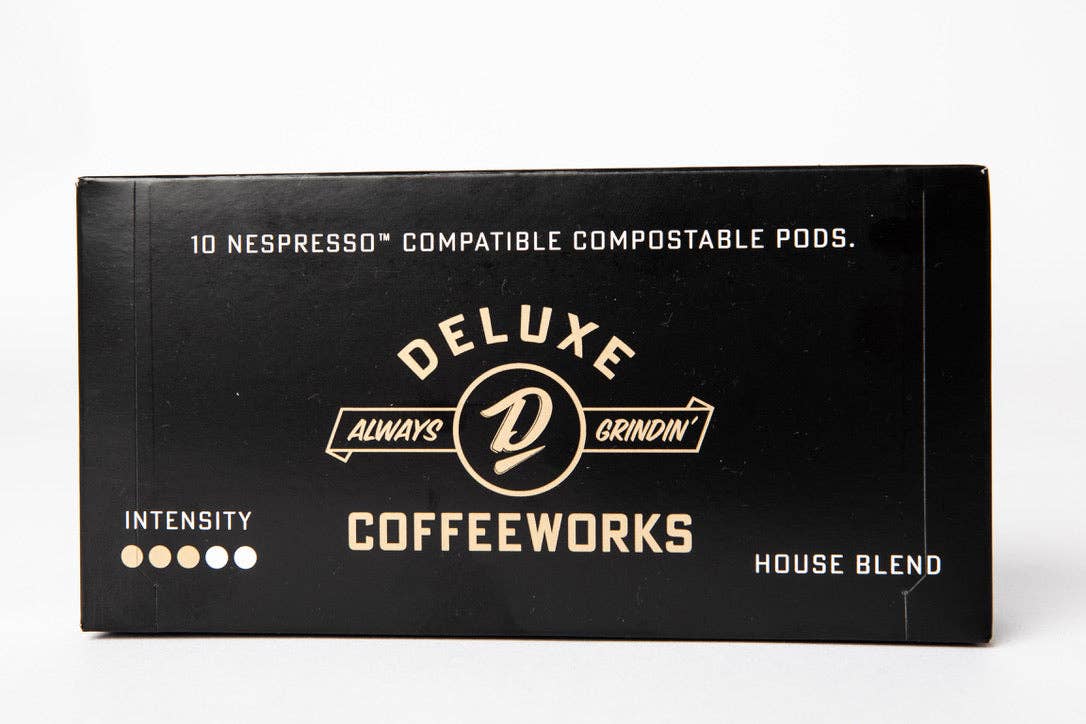 10 NESPRESSO™ COMPATIBLE COMPOSTABLE PODS.
DELUXE
ALWAYS D GRINDIN'
COFFEEWORKS
INTENSITY
HOUSE BLEND